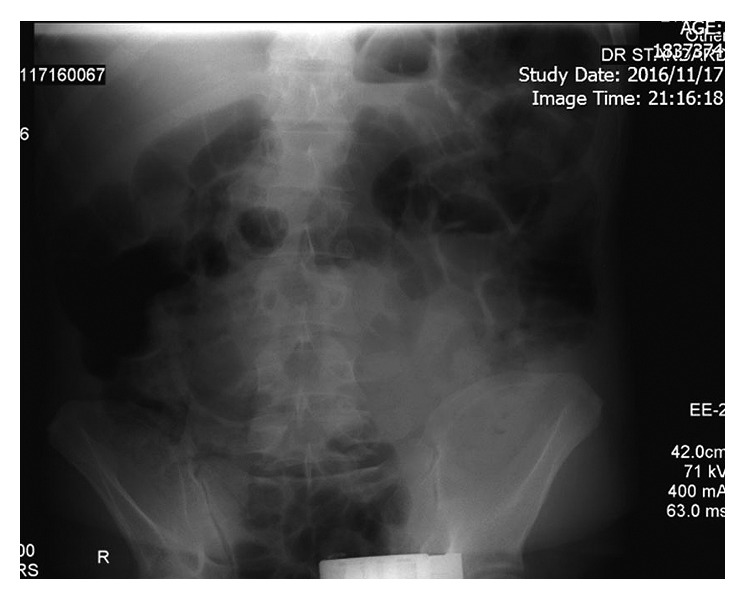 AGE:
Other
1837374
DR STANDARD
117160067
Study Date: 2016/11/17
Image Time: 21:16:18
6
EE-2
42.0cm
71 kV
400 mA
63.0 ms
00
RS
R